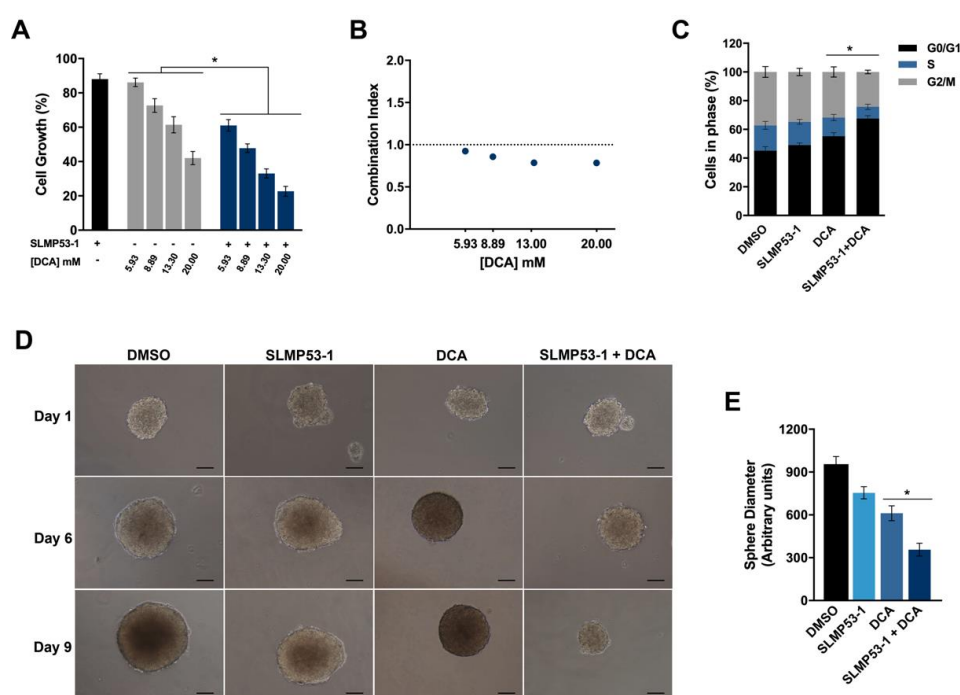 A
Cell Growth (%)
100
80
60
40
20
0
*
SLMP53-1 + - - - - + + + +
[DCA] mM - 5.93 8.89 13.30 20.00 5.93 8.89 13.30 20.00
B
Combination Index
2.0
1.5
1.0
0.5
0.0
5.93 8.89 13.00 20.00
[DCA] mM
C
Cells in phase (%)
120
100
80
60
40
20
0
*
DMSO
SLMP53-1
DCA
SLMP53-1+DCA
G0/G1
S
G2/M
D
DMSO SLMP53-1 DCA SLMP53-1 + DCA
Day 1
Day 6
Day 9
E
Sphere Diameter
(Arbitrary units)
1200
900
600
300
0
*
DMSO
SLMP53-1
DCA
SLMP53-1 + DCA